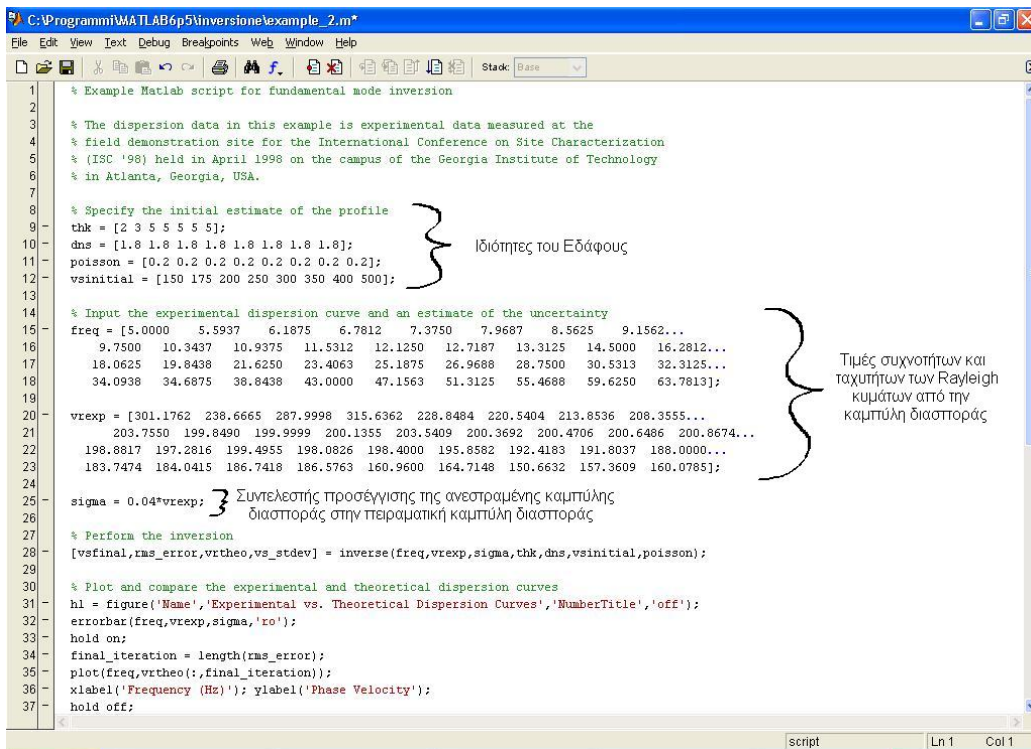 C:\Programmi\MATLAB6p5\inversione\example_2.m*
File Edit View Text Debug Breakpoints Web Window Help
Stack: Base
1 % Example Matlab script for fundamental mode inversion
2
3 % The dispersion data in this example is experimental data measured at the
4 % field demonstration site for the International Conference on Site Characterization
5 % (ISC '98) held in April 1998 on the campus of the Georgia Institute of Technology
6 % in Atlanta, Georgia, USA.
7
8 % Specify the initial estimate of the profile
9 - thk = [2 3 5 5 5 5 5];
10 - dns = [1.8 1.8 1.8 1.8 1.8 1.8 1.8 1.8];
11 - poisson = [0.2 0.2 0.2 0.2 0.2 0.2 0.2 0.2];
12 - vsinitial = [150 175 200 250 300 350 400 500];
Ιδιότητες του Εδάφους
13
14 % Input the experimental dispersion curve and an estimate of the uncertainty
15 - freq = [5.0000 5.5937 6.1875 6.7812 7.3750 7.9687 8.5625 9.1562...
16 9.7500 10.3437 10.9375 11.5312 12.1250 12.7187 13.3125 14.5000 16.2812...
17 18.0625 19.8438 21.6250 23.4063 25.1875 26.9688 28.7500 30.5313 32.3125...
18 34.0938 34.6875 38.8438 43.0000 47.1563 51.3125 55.4688 59.6250 63.7813];
19
20 - vrexp = [301.1762 238.6665 287.9998 315.6362 228.8484 220.5404 213.8536 208.3555...
21 203.7550 199.8490 199.9999 200.1355 203.5409 200.3692 200.4706 200.6486 200.8674...
22 198.8817 197.2816 199.4955 198.0826 198.4000 195.8582 192.4183 191.8037 188.0000...
23 183.7474 184.0415 186.7418 186.5763 160.9600 164.7148 150.6632 157.3609 160.0785];
Τιμές συχνοτήτων και
ταχυτήτων των Rayleigh
κυμάτων από την
καμπύλη διασποράς
24
25 - sigma = 0.04*vrexp;
Συντελεστής προσέγγισης της ανεστραμένης καμπύλης
διασποράς στην πειραματική καμπύλη διασποράς
26
27 % Perform the inversion
28 - [vsfinal,rms_error,vrtheo,vs_stdev] = inverse(freq,vrexp,sigma,thk,dns,vsinitial,poisson);
29
30 % Plot and compare the experimental and theoretical dispersion curves
31 - hl = figure('Name','Experimental vs. Theoretical Dispersion Curves','NumberTitle','off');
32 - errorbar(freq,vrexp,sigma,'ro');
33 - hold on;
34 - final_iteration = length(rms_error);
35 - plot(freq,vrtheo(:,final_iteration));
36 - xlabel('Frequency (Hz)'); ylabel('Phase Velocity');
37 - hold off;
script Ln 1 Col 1